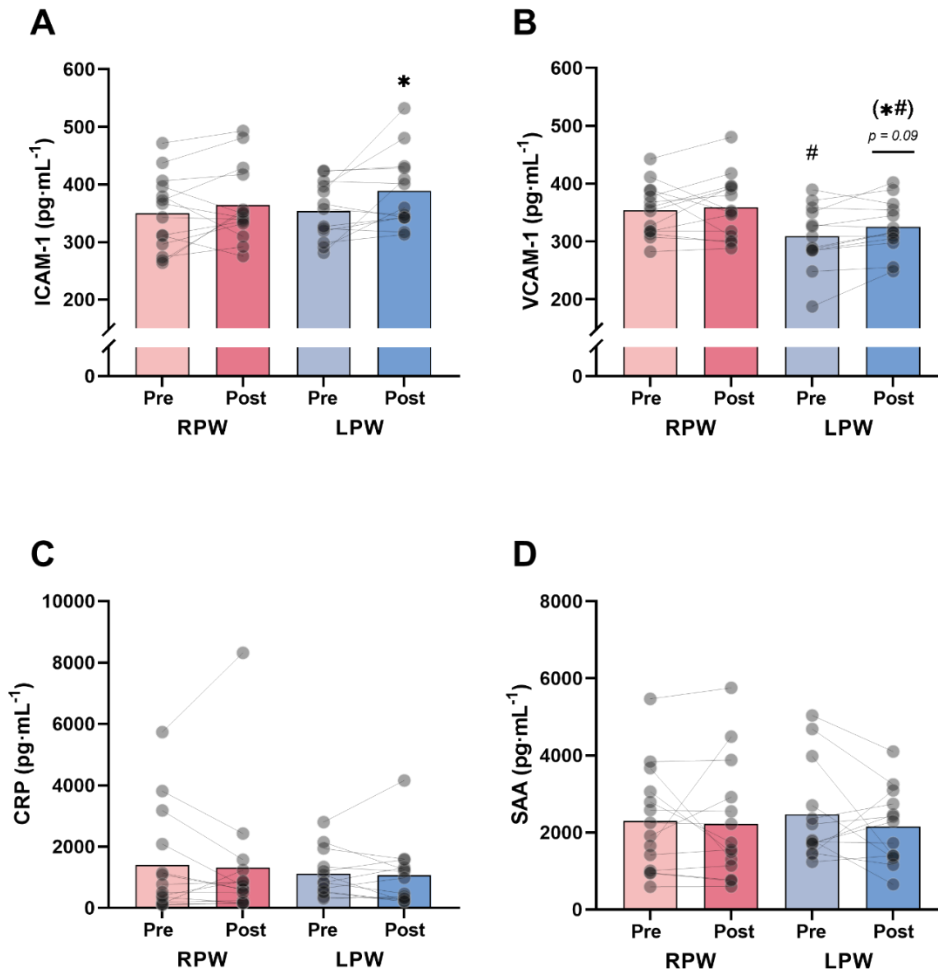 A
600
500
400
300
200
0
ICAM-1 (pg·mL⁻¹)
*
Pre Post Pre Post
RPW LPW
B
600
500
400
300
200
0
VCAM-1 (pg·mL⁻¹)
#
(*#)
p = 0.09
Pre Post Pre Post
RPW LPW
C
10000
8000
6000
4000
2000
0
CRP (pg·mL⁻¹)
Pre Post Pre Post
RPW LPW
D
8000
6000
4000
2000
0
SAA (pg·mL⁻¹)
Pre Post Pre Post
RPW LPW